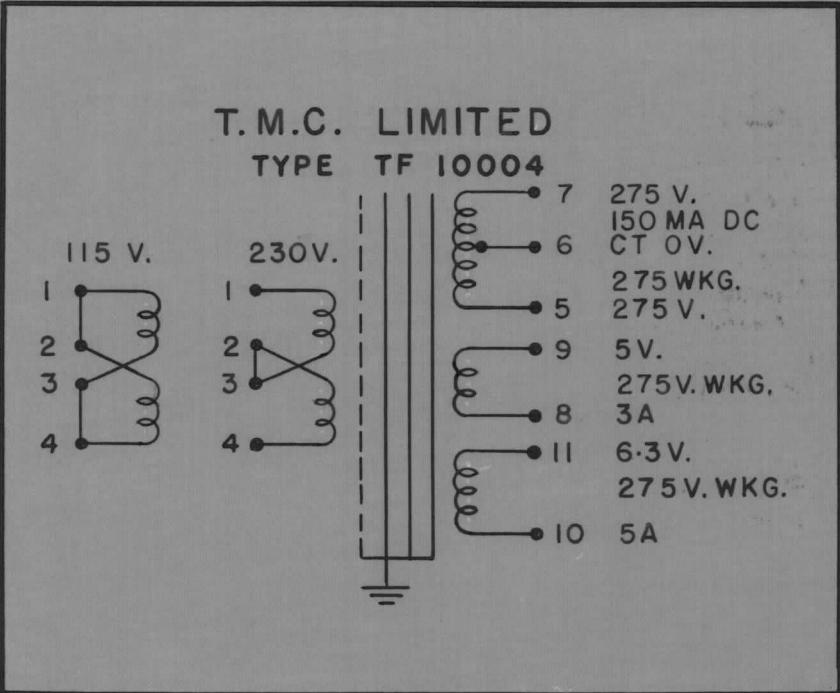 T.M.C. LIMITED
TYPE TF 10004
115 V.
1
2
3
4
230V.
1
2
3
4
7 275 V.
150 MA DC
6 CT 0V.
275 WKG.
5 275 V.
9 5V.
275V. WKG.
8 3A
11 6·3V.
275V. WKG.
10 5A